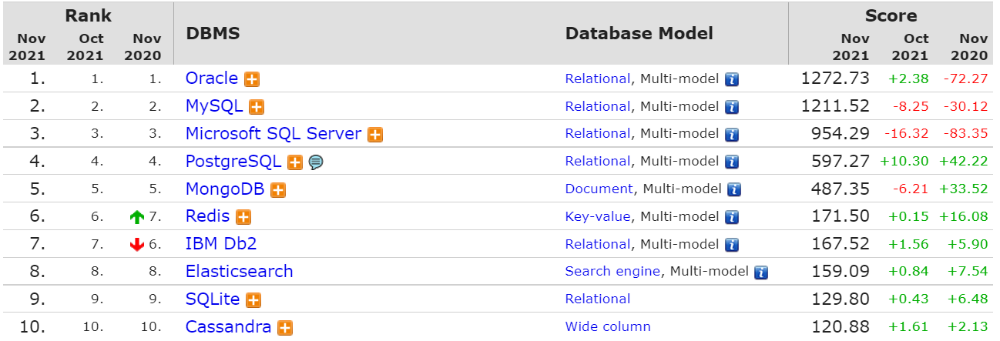 Rank DBMS Database Model Score
Nov 2021 Oct 2021 Nov 2020 Nov 2021 Oct 2021 Nov 2020
1. 1. 1. Oracle Relational, Multi-model 1272.73 +2.38 -72.27
2. 2. 2. MySQL Relational, Multi-model 1211.52 -8.25 -30.12
3. 3. 3. Microsoft SQL Server Relational, Multi-model 954.29 -16.32 -83.35
4. 4. 4. PostgreSQL Relational, Multi-model 597.27 +10.30 +42.22
5. 5. 5. MongoDB Document, Multi-model 487.35 -6.21 +33.52
6. 6. 7. Redis Key-value, Multi-model 171.50 +0.15 +16.08
7. 7. 6. IBM Db2 Relational, Multi-model 167.52 +1.56 +5.90
8. 8. 8. Elasticsearch Search engine, Multi-model 159.09 +0.84 +7.54
9. 9. 9. SQLite Relational 129.80 +0.43 +6.48
10. 10. 10. Cassandra Wide column 120.88 +1.61 +2.13